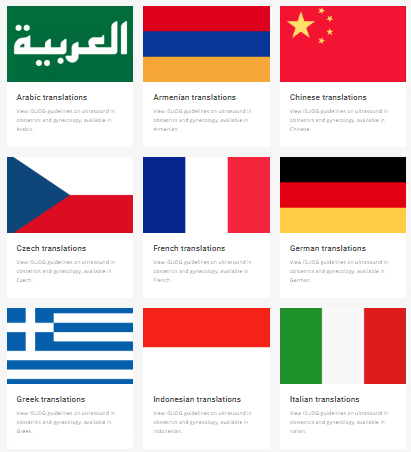 العربية
Arabic translations
View ISUOG guidelines on ultrasound in
obstetrics and gynecology, available in
Arabic.
Armenian translations
View ISUOG guidelines on ultrasound in
obstetrics and gynecology, available in
Armenian.
Chinese translations
View ISUOG guidelines on ultrasound in
obstetrics and gynecology, available in
Chinese.
Czech translations
View ISUOG guidelines on ultrasound in
obstetrics and gynecology, available in
Czech.
French translations
View ISUOG guidelines on ultrasound in
obstetrics and gynecology, available in
French.
German translations
View ISUOG guidelines on ultrasound in
obstetrics and gynecology, available in
German.
Greek translations
View ISUOG guidelines on ultrasound in
obstetrics and gynecology, available in
Greek.
Indonesian translations
View ISUOG guidelines on ultrasound in
obstetrics and gynecology, available in
Indonesian.
Italian translations
View ISUOG guidelines on ultrasound in
obstetrics and gynecology, available in
Italian.